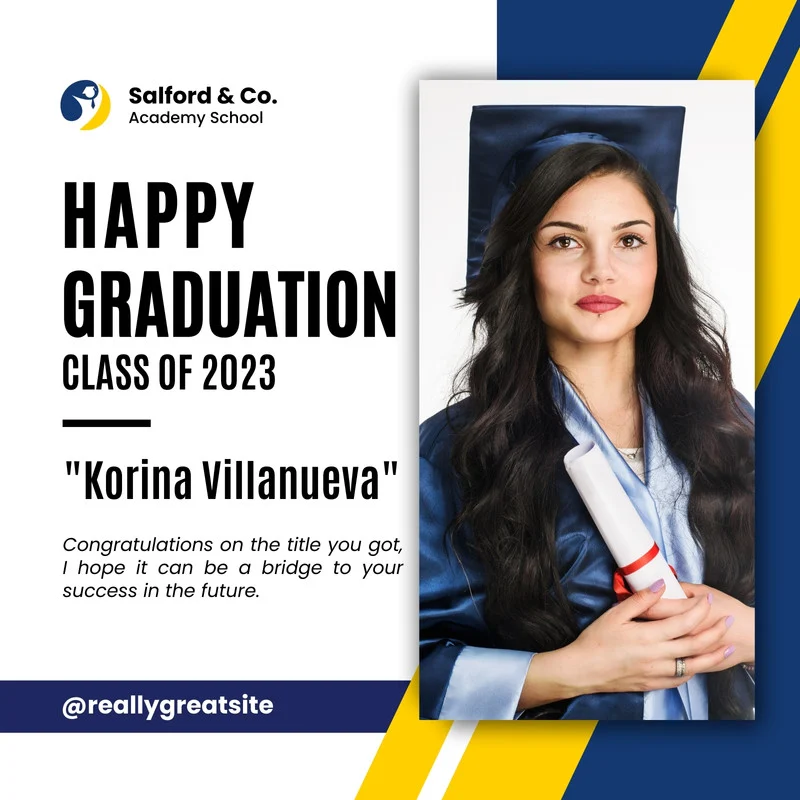 Salford & Co.
Academy School
HAPPY
GRADUATION
CLASS OF 2023
"Korina Villanueva"
Congratulations on the title you got,
I hope it can be a bridge to your
success in the future.
@reallygreatsite